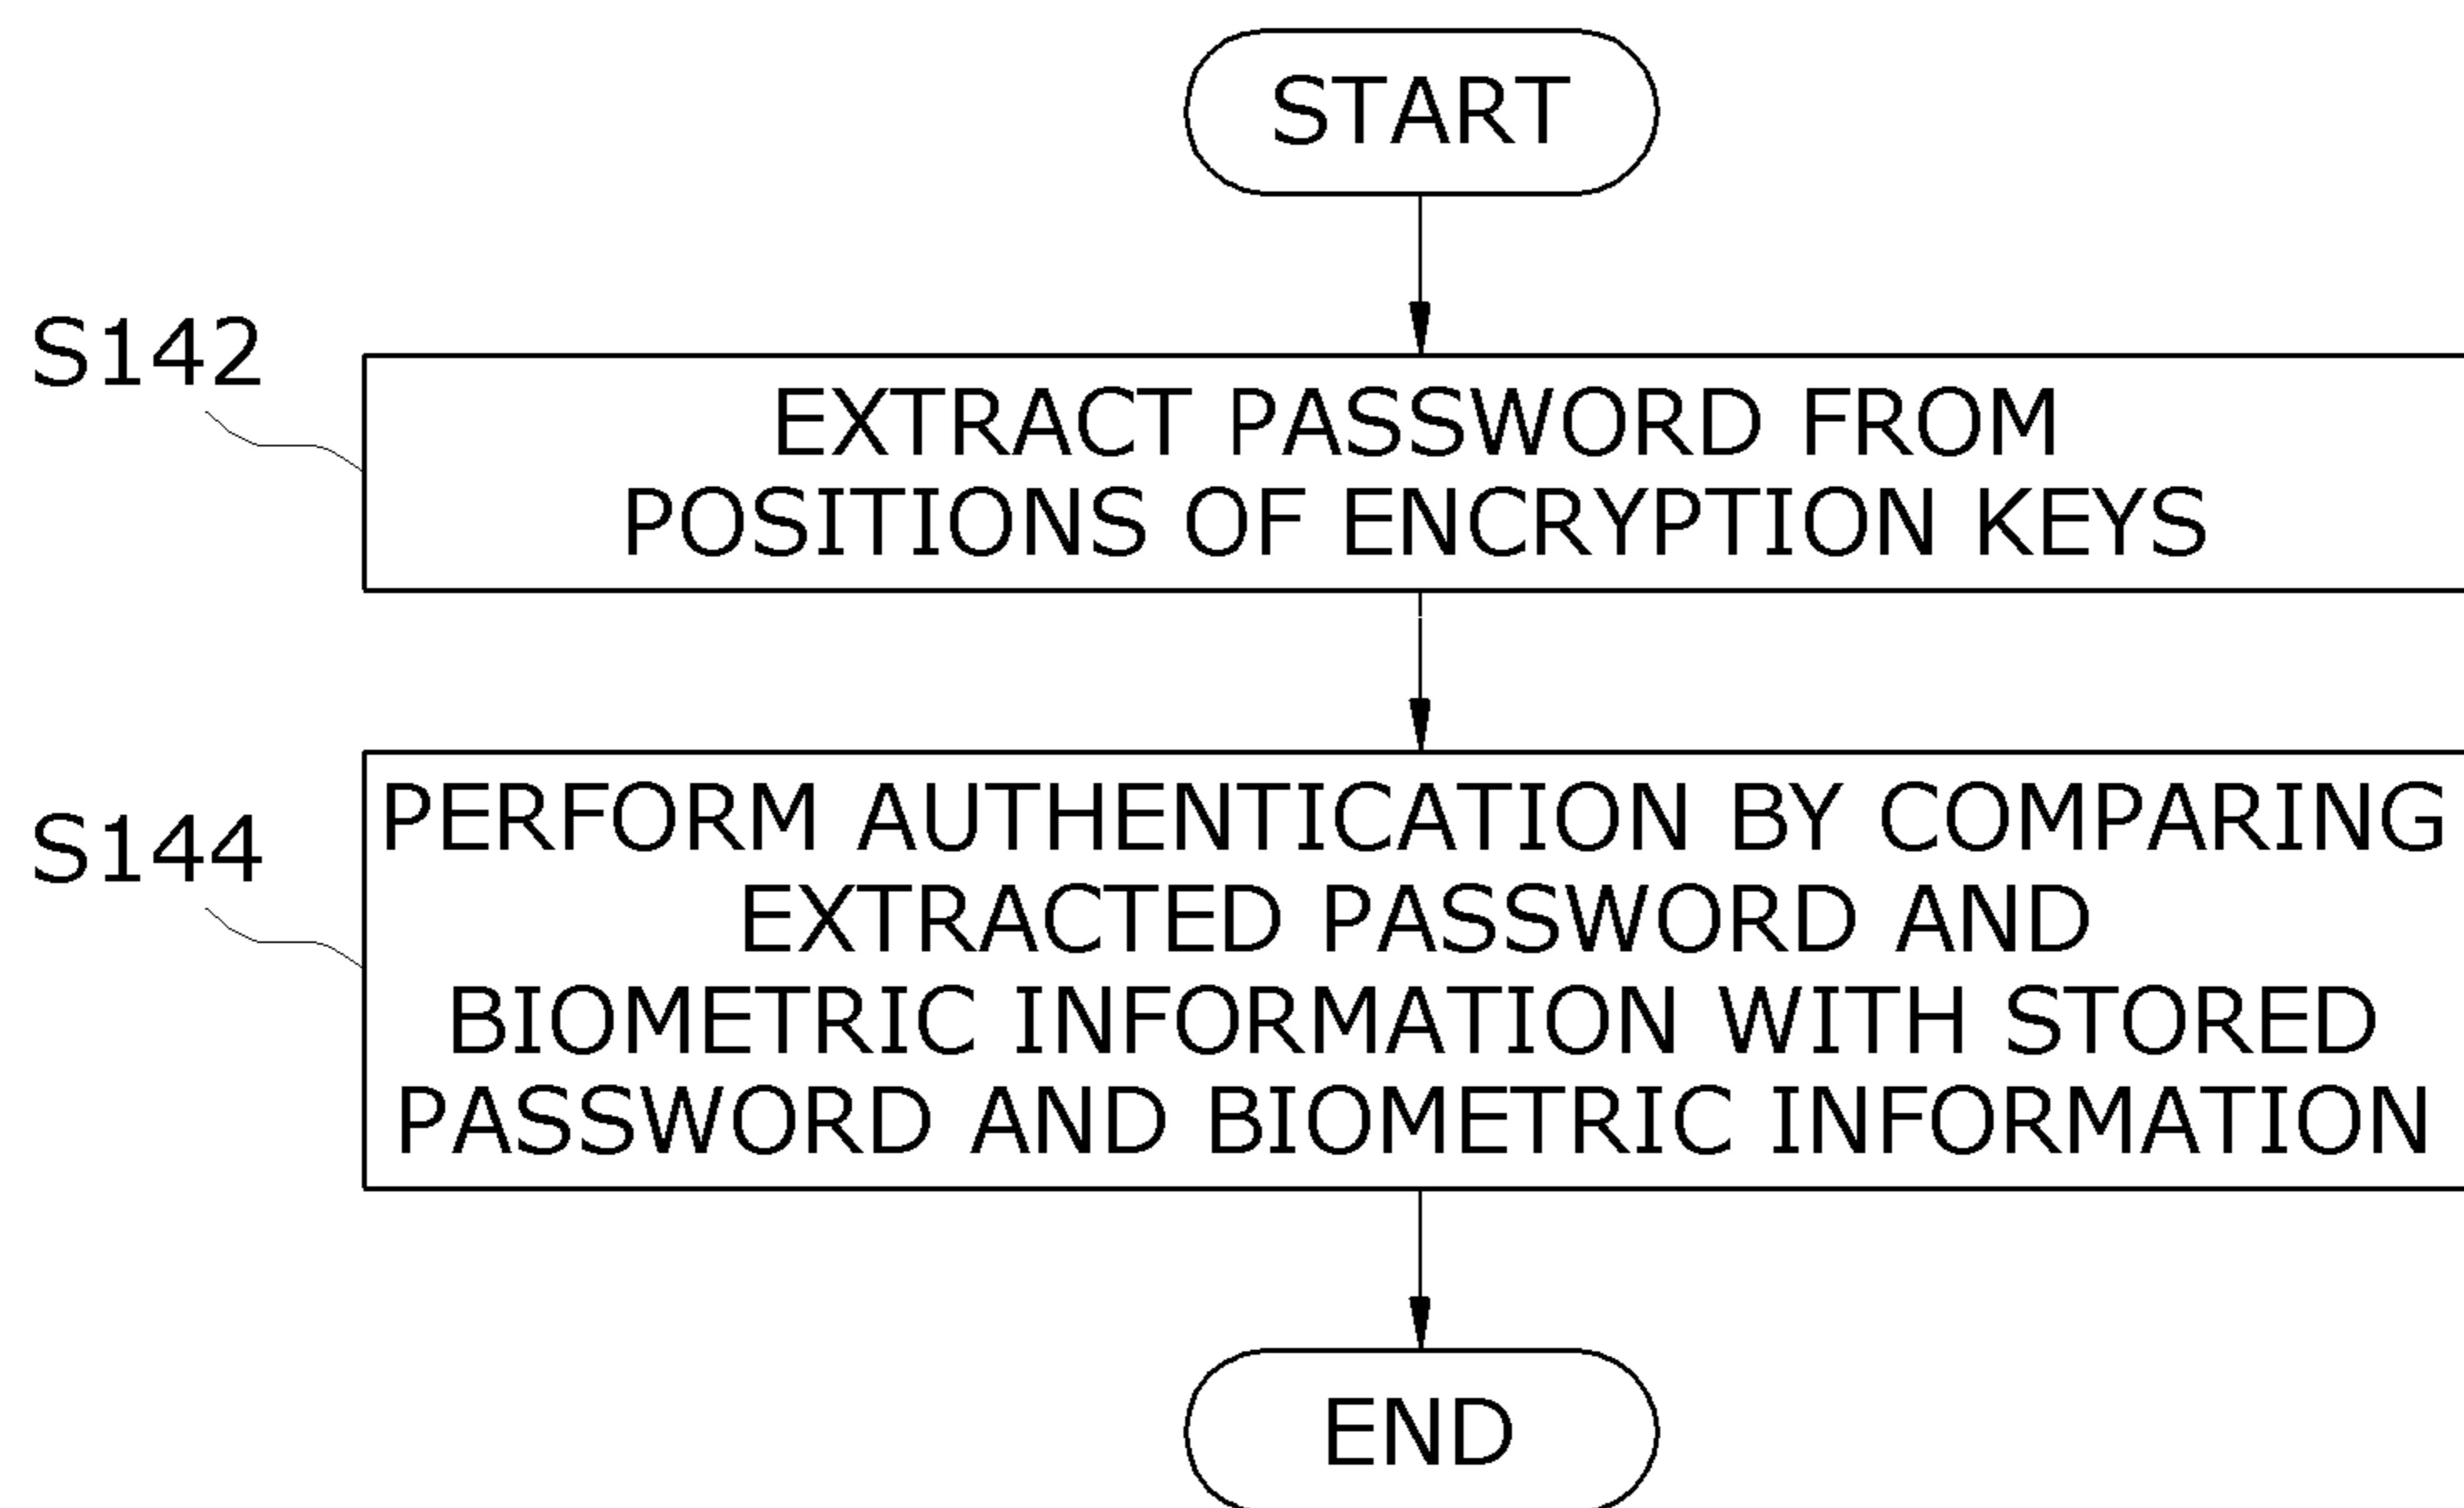 START
S142
EXTRACT PASSWORD FROM
POSITIONS OF ENCRYPTION KEYS
S144
PERFORM AUTHENTICATION BY COMPARING
EXTRACTED PASSWORD AND
BIOMETRIC INFORMATION WITH STORED
PASSWORD AND BIOMETRIC INFORMATION
END